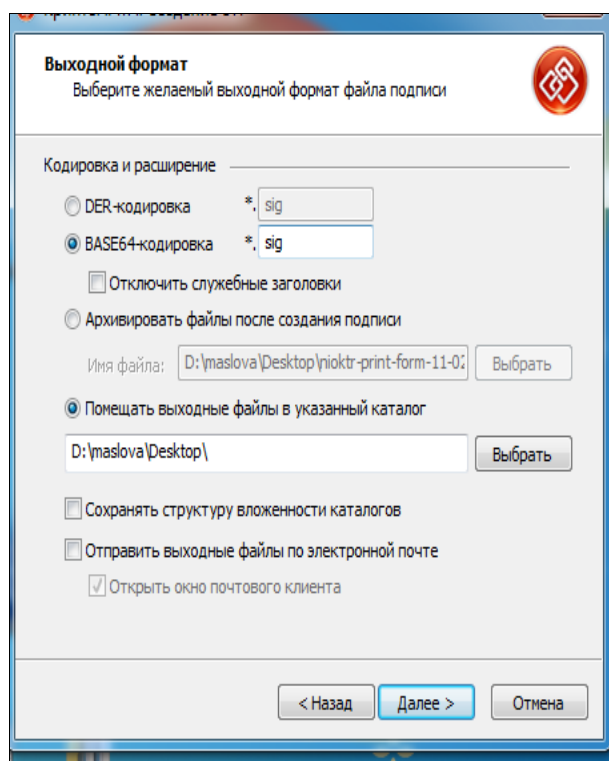 Выходной формат
Выберите желаемый выходной формат файла подписи
Кодировка и расширение
DER-кодировка *. sig
BASE64-кодировка *. sig
Отключить служебные заголовки
Архивировать файлы после создания подписи
Имя файла: D:\maslova\Desktop\nioktr-print-form-11-02 Выбрать
Помещать выходные файлы в указанный каталог
D:\maslova\Desktop\ Выбрать
Сохранять структуру вложенности каталогов
Отправить выходные файлы по электронной почте
Открыть окно почтового клиента
< Назад Далее > Отмена